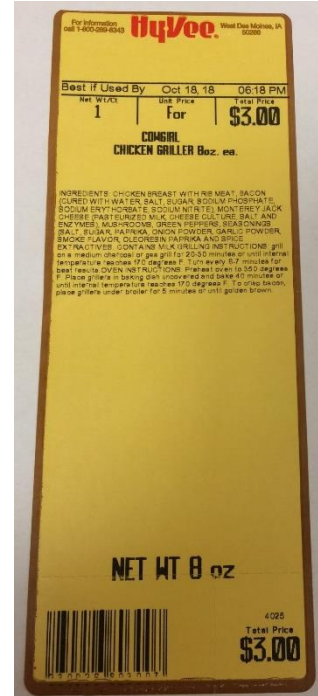 For Information
call 1-800-289-8343
HyVee®
West Des Moines, IA
50266
Best if Used By Oct 18, 18 06:18 PM
Net Wt/Ct Unit Price Total Price
1 For $3.00
COWGIRL
CHICKEN GRILLER 8oz. ea.
INGREDIENTS: CHICKEN BREAST WITH RIB MEAT, BACON
(CURED WITH WATER, SALT, SUGAR, SODIUM PHOSPHATE,
SODIUM ERYTHORBATE, SODIUM NITRITE), MONTEREY JACK
CHEESE (PASTEURIZED MILK, CHEESE CULTURE, SALT AND
ENZYMES), MUSHROOMS, GREEN PEPPERS, SEASONINGS
(SALT, SUGAR, PAPRIKA, ONION POWDER, GARLIC POWDER,
SMOKE FLAVOR, OLEORESIN PAPRIKA AND SPICE
EXTRACTIVES. CONTAINS MILK GRILLING INSTRUCTIONS: grill
on a medium charcoal or gas grill for 20-30 minutes or until internal
temperature reaches 170 degrees F. Turn every 6-7 minutes for
best results OVEN INSTRUCTIONS: Preheat oven to 350 degrees
F. Place grillers in baking dish uncovered and bake 40 minutes or
until internal temperature reaches 170 degrees F. To crisp bacon,
place grillers under broiler for 5 minutes or until golden brown.
NET WT 8 oz
4025
Total Price
$3.00